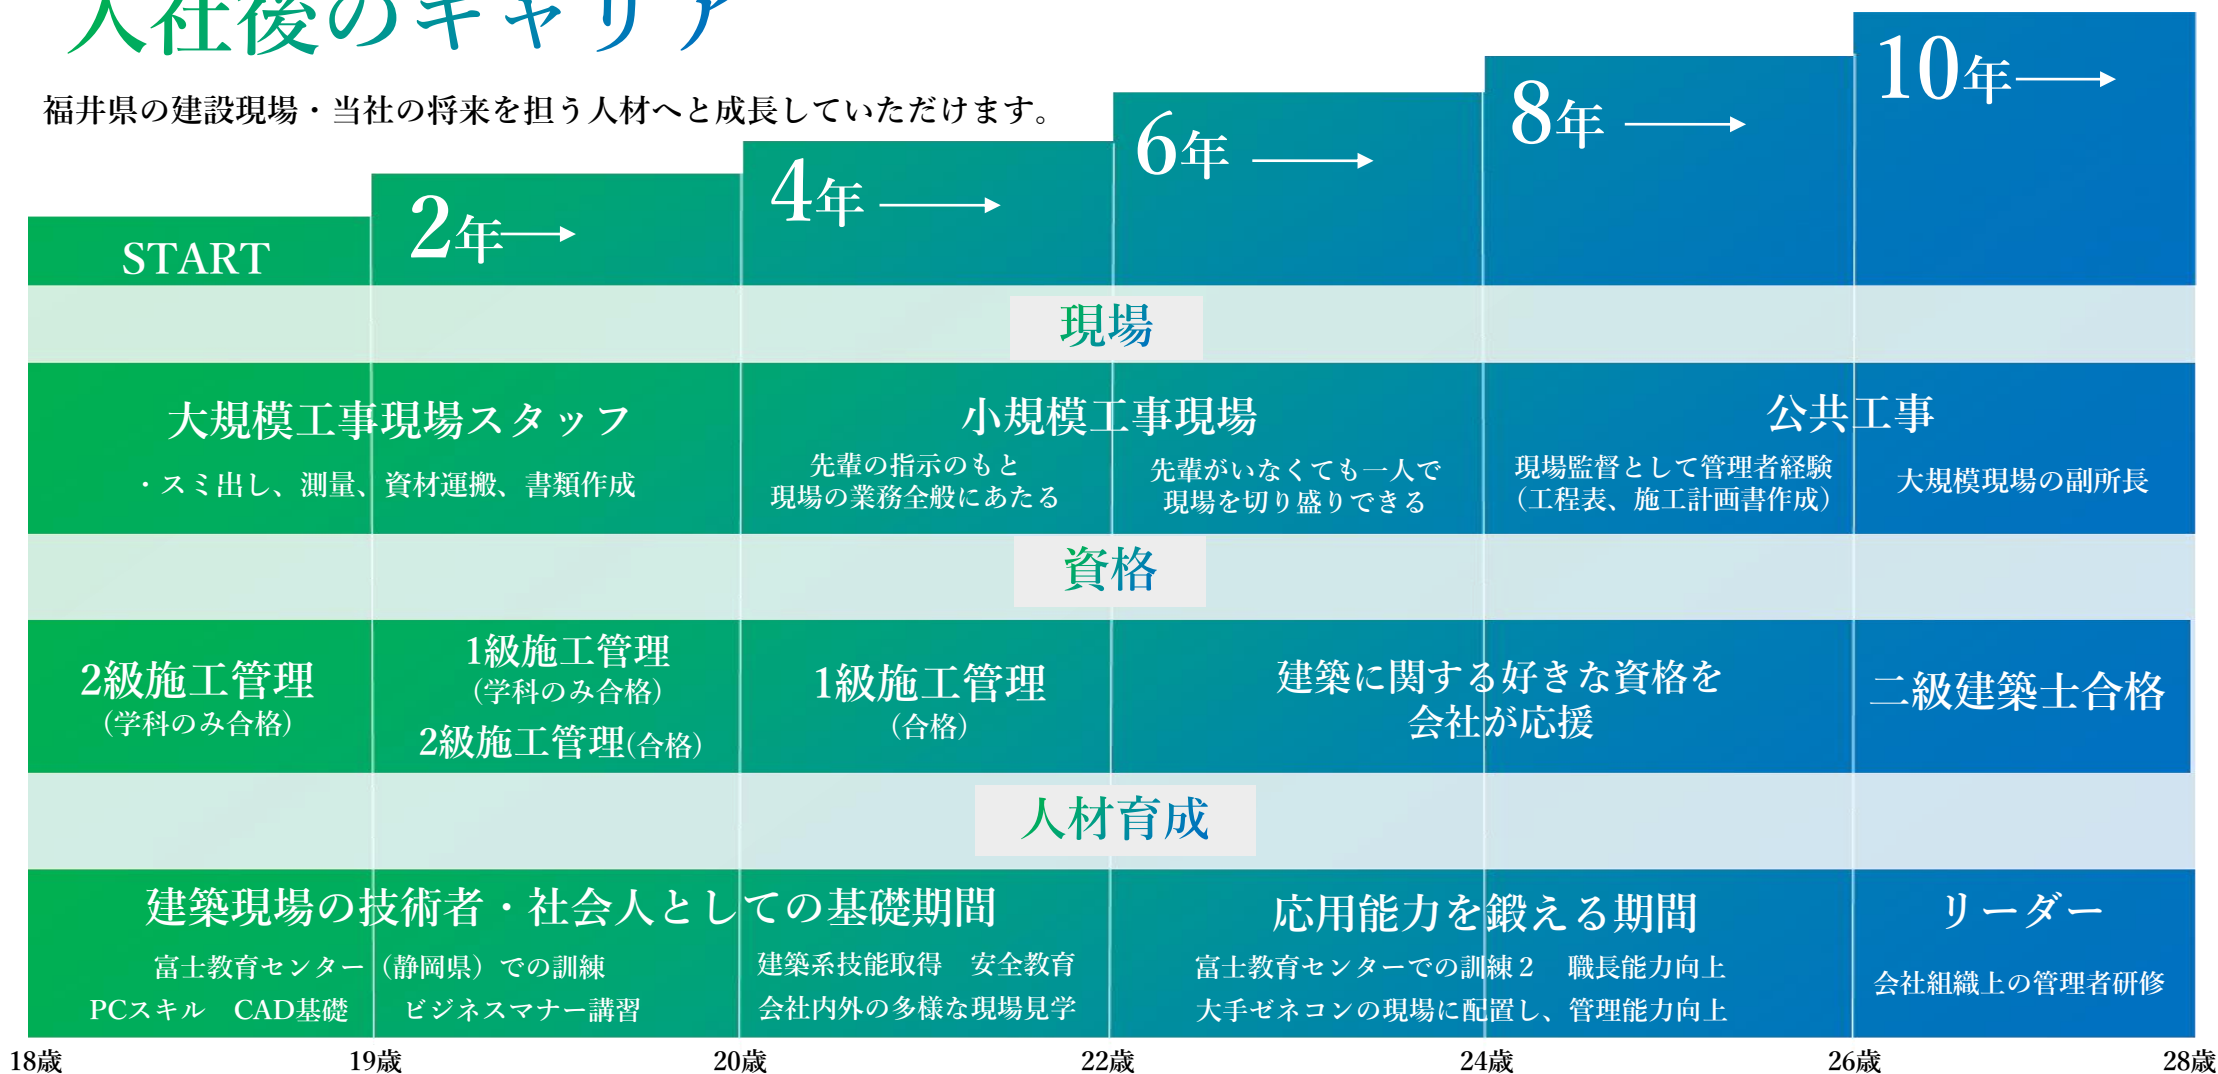 入社後のキャリア
福井県の建設現場・当社の将来を担う人材へと成長していただけます。
START
2年
4年
6年
8年
10年
現場
大規模工事現場スタッフ
・スミ出し、測量、資材運搬、書類作成
小規模工事現場
先輩の指示のもと
現場の業務全般にあたる
先輩がいなくても一人で
現場を切り盛りできる
公共工事
現場監督として管理者経験
（工程表、施工計画書作成）
大規模現場の副所長
資格
2級施工管理
(学科のみ合格)
1級施工管理
(学科のみ合格)
2級施工管理(合格)
1級施工管理
(合格)
建築に関する好きな資格を
会社が応援
二級建築士合格
人材育成
建築現場の技術者・社会人としての基礎期間
富士教育センター（静岡県）での訓練
PCスキル　CAD基礎　　ビジネスマナー講習
建築系技能取得　安全教育
会社内外の多様な現場見学
応用能力を鍛える期間
富士教育センターでの訓練２　職長能力向上
大手ゼネコンの現場に配置し、管理能力向上
リーダー
会社組織上の管理者研修
18歳
19歳
20歳
22歳
24歳
26歳
28歳